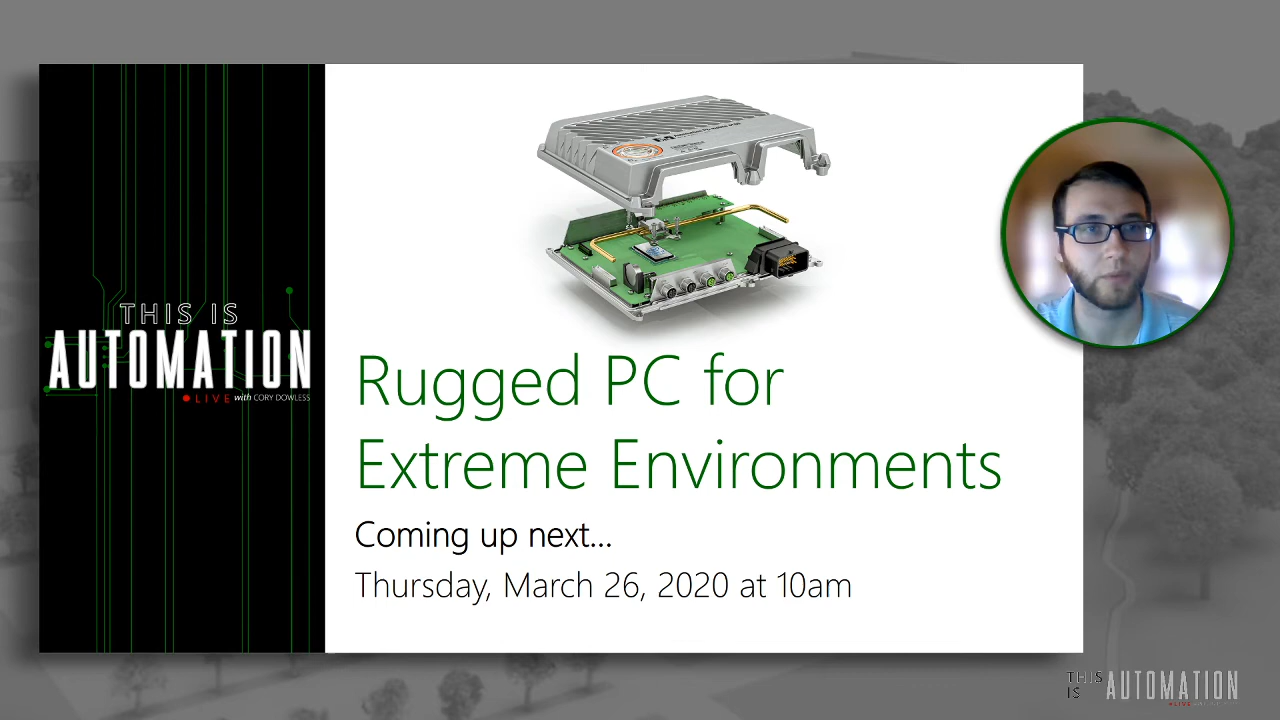 THIS IS
AUTOMATION
LIVE with CORY DOWLESS
Rugged PC for
Extreme Environments
Coming up next...
Thursday, March 26, 2020 at 10am
THIS
IS
AUTOMATION
LIVE